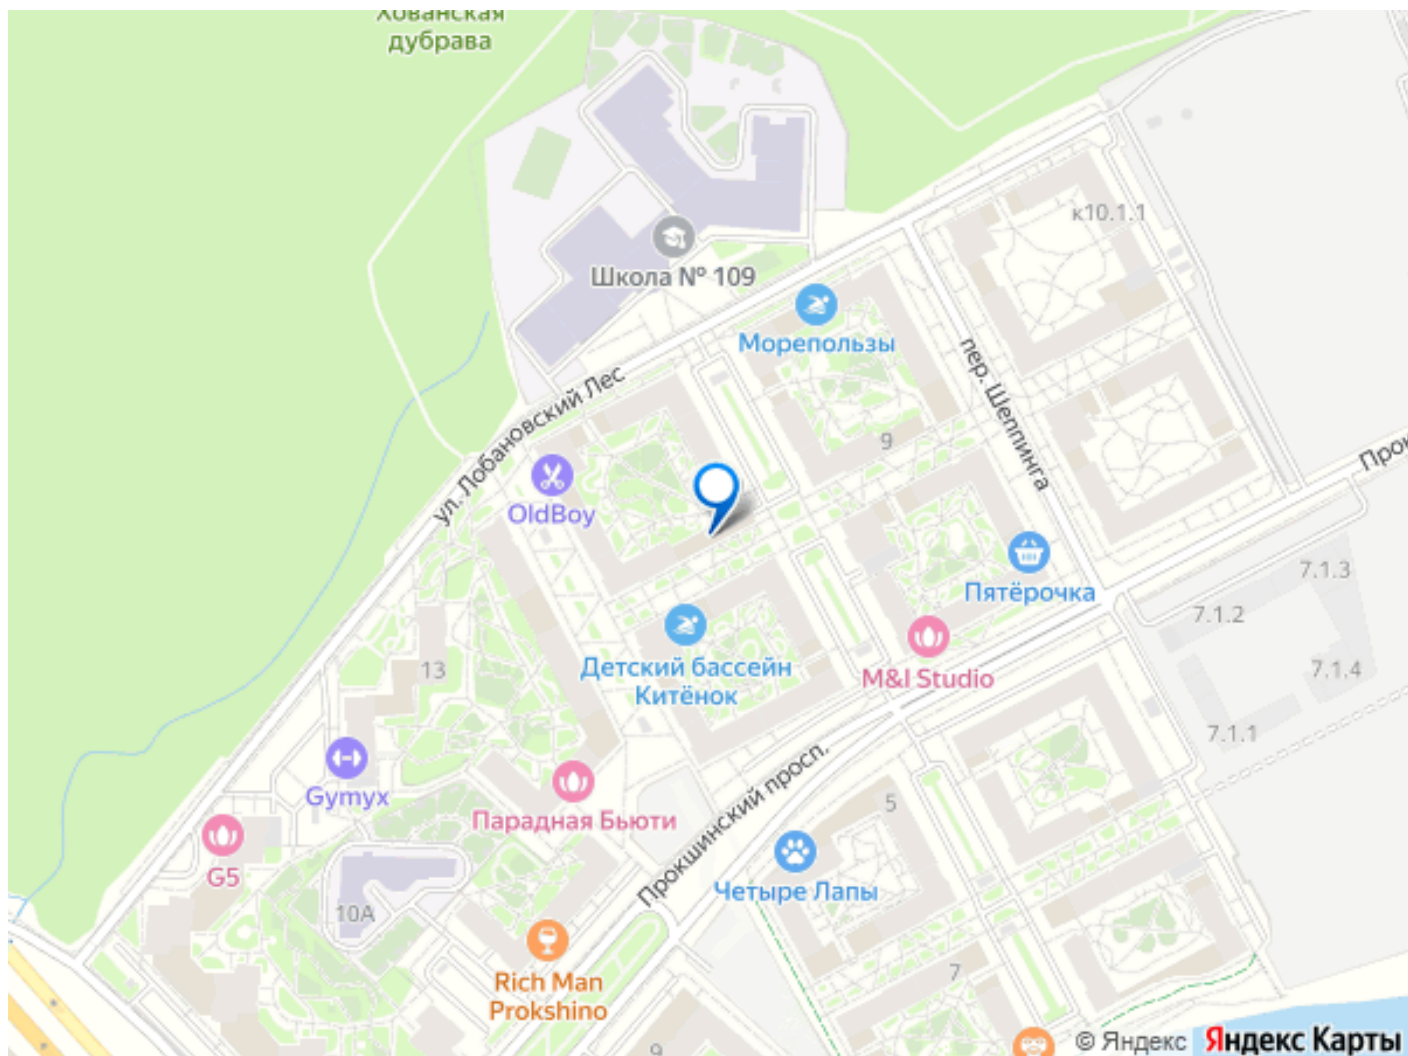 Хованская
дубрава
к10.1.1
Школа № 109
Морепользы
пер. Шеппинга
ул. Лобановский Лес
9
OldBoy
Пятёрочка
7.1.3
7.1.2
Детский бассейн
Китёнок
13
M&I Studio
7.1.4
7.1.1
Gymyx
Прокшинский просп.
5
Парадная Бьюти
G5
Четыре Лапы
10А
Rich Man
Prokshino
7
9
© Яндекс Яндекс Карты